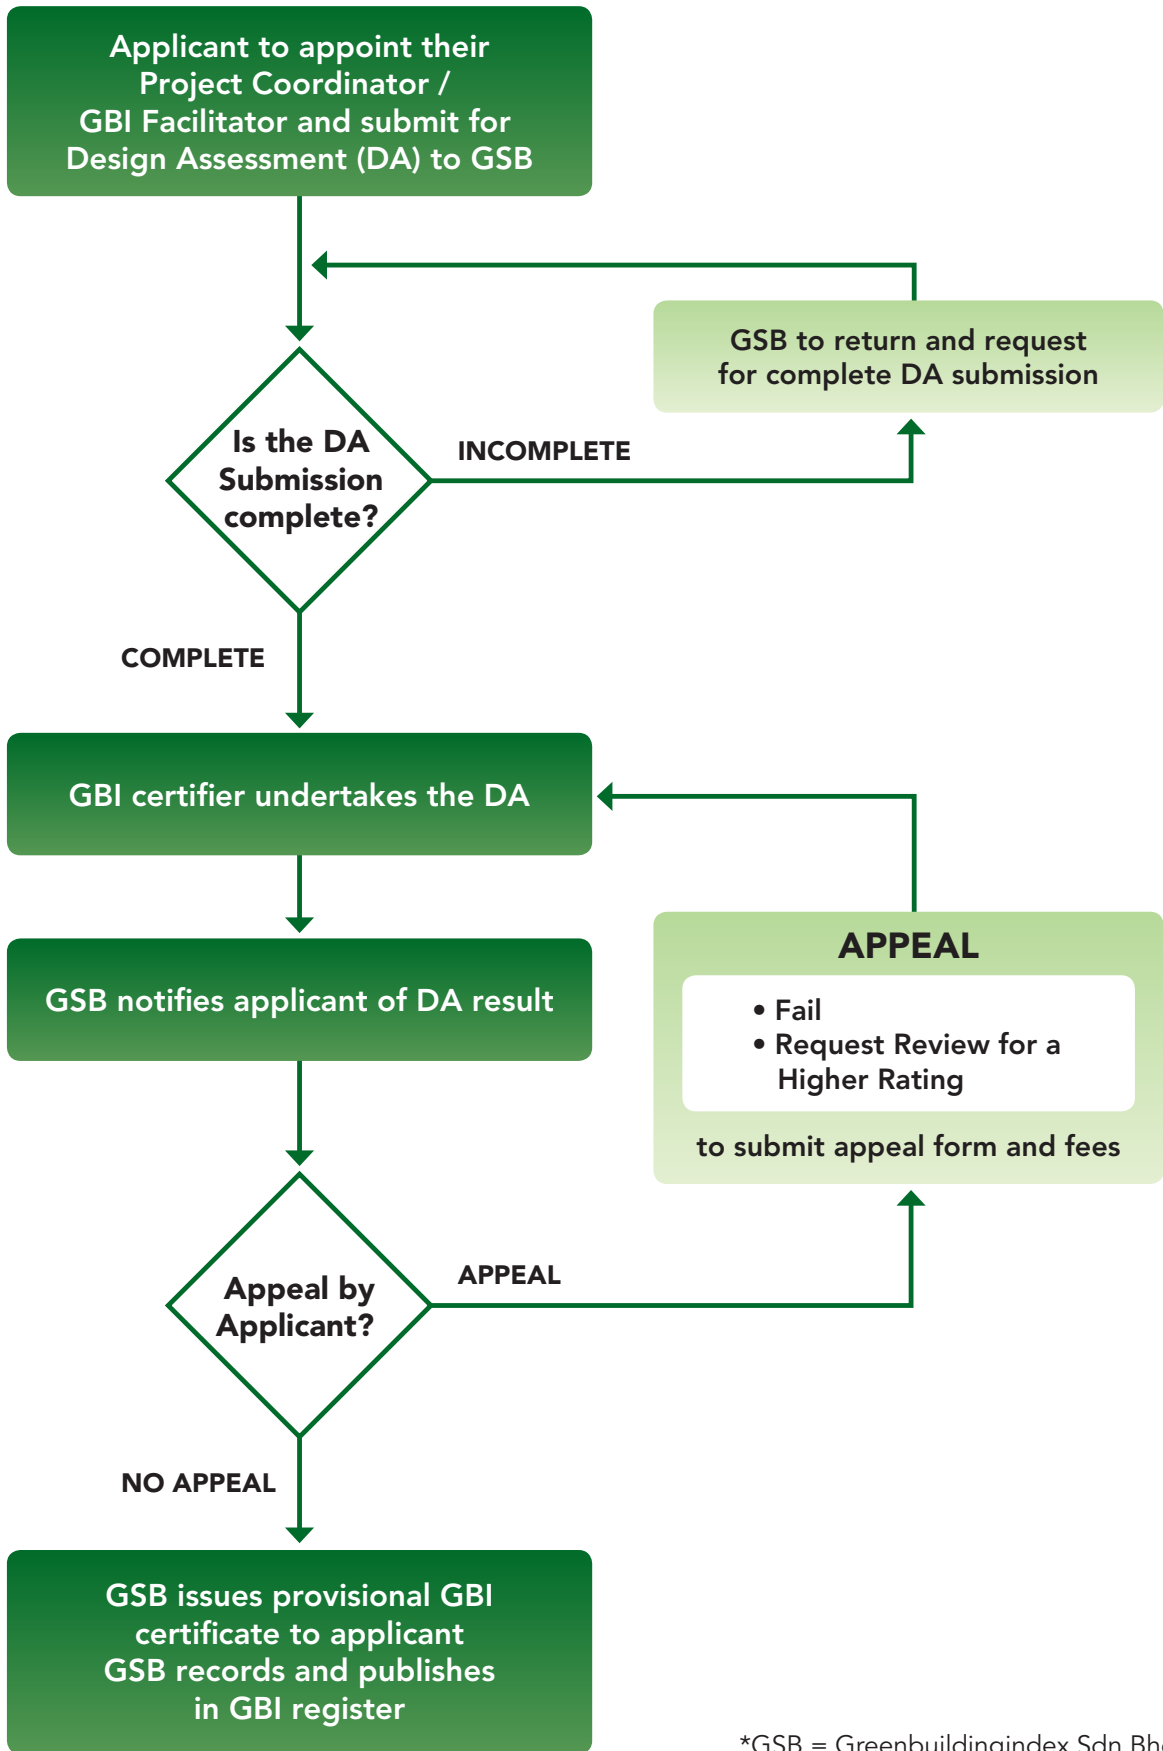 Applicant to appoint their
Project Coordinator /
GBI Facilitator and submit for
Design Assessment (DA) to GSB
GSB to return and request
for complete DA submission
Is the DA
Submission
complete?
INCOMPLETE
COMPLETE
GBI certifier undertakes the DA
GSB notifies applicant of DA result
APPEAL
• Fail
• Request Review for a
Higher Rating
to submit appeal form and fees
Appeal by
Applicant?
APPEAL
NO APPEAL
GSB issues provisional GBI
certificate to applicant
GSB records and publishes
in GBI register
*GSB = Greenbuildingindex Sdn Bhd